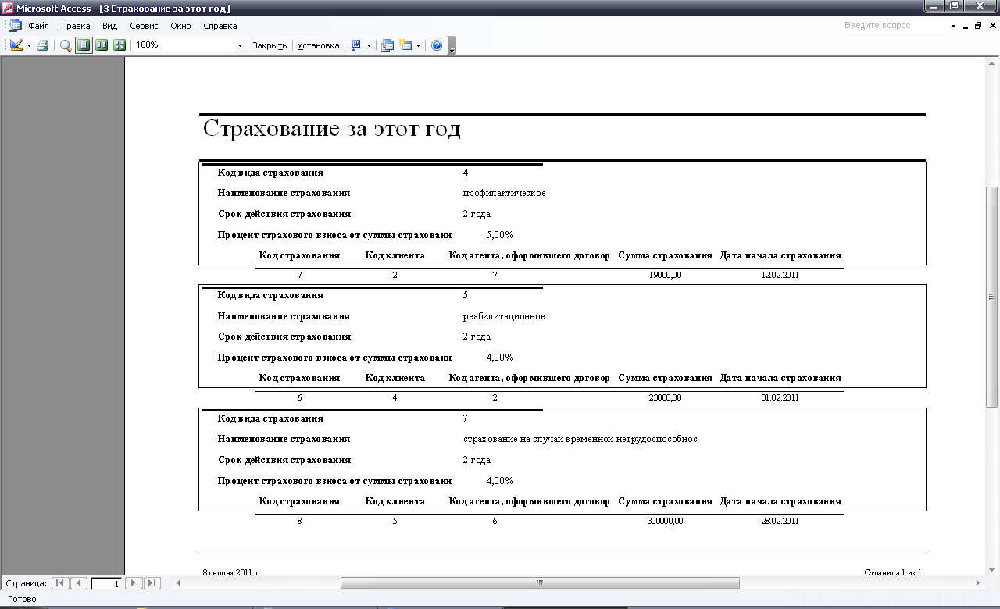 Microsoft Access - [3 Страхование за этот год]
Файл Правка Вид Сервис Окно Справка Введите вопрос
100% Закрыть Установка
Страхование за этот год
Код вида страхования 4
Наименование страхования профилактическое
Срок действия страхования 2 года
Процент страхового взноса от суммы страховани 5,00%
Код страхования Код клиента Код агента, оформившего договор Сумма страхования Дата начала страхования
7 2 7 19000,00 12.02.2011
Код вида страхования 5
Наименование страхования реабилитационное
Срок действия страхования 2 года
Процент страхового взноса от суммы страховани 4,00%
Код страхования Код клиента Код агента, оформившего договор Сумма страхования Дата начала страхования
6 4 2 23000,00 01.02.2011
Код вида страхования 7
Наименование страхования страхование на случай временной нетрудоспособнос
Срок действия страхования 2 года
Процент страхового взноса от суммы страховани 4,00%
Код страхования Код клиента Код агента, оформившего договор Сумма страхования Дата начала страхования
8 5 6 300000,00 28.02.2011
8 серпня 2011 р. Страница 1 из 1
Страница: 1
Готово